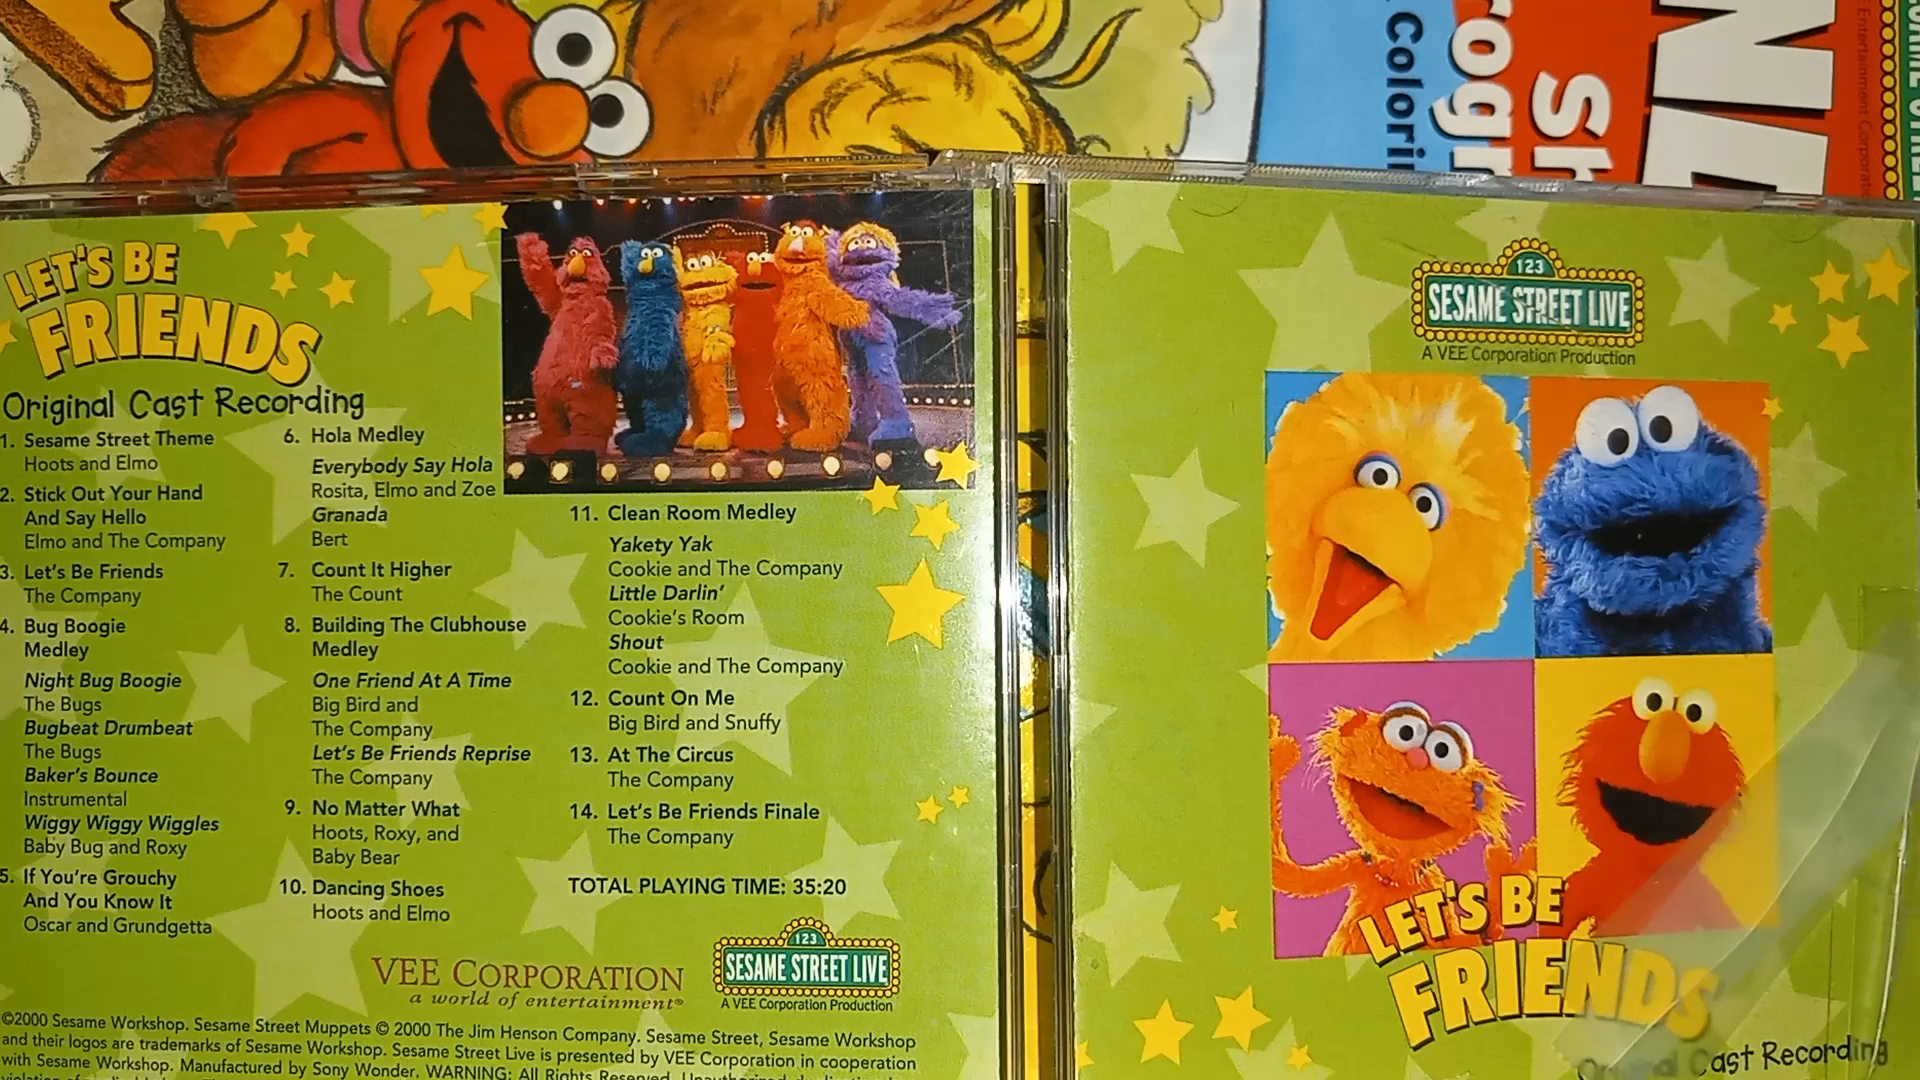 Colori
rogr
Sh
NE
Entertainment Corporat
LET'S BE
FRIENDS
Original Cast Recording
1. Sesame Street Theme
Hoots and Elmo
2. Stick Out Your Hand
And Say Hello
Elmo and The Company
3. Let's Be Friends
The Company
4. Bug Boogie
Medley
Night Bug Boogie
The Bugs
Bugbeat Drumbeat
The Bugs
Baker's Bounce
Instrumental
Wiggy Wiggy Wiggles
Baby Bug and Roxy
5. If You're Grouchy
And You Know It
Oscar and Grundgetta
6. Hola Medley
Everybody Say Hola
Rosita, Elmo and Zoe
Granada
Bert
7. Count It Higher
The Count
8. Building The Clubhouse
Medley
One Friend At A Time
Big Bird and
The Company
Let's Be Friends Reprise
The Company
9. No Matter What
Hoots, Roxy, and
Baby Bear
10. Dancing Shoes
Hoots and Elmo
11. Clean Room Medley
Yakety Yak
Cookie and The Company
Little Darlin'
Cookie's Room
Shout
Cookie and The Company
12. Count On Me
Big Bird and Snuffy
13. At The Circus
The Company
14. Let's Be Friends Finale
The Company
TOTAL PLAYING TIME: 35:20
VEE CORPORATION
a world of entertainment®
123
SESAME STREET LIVE
A VEE Corporation Production
©2000 Sesame Workshop. Sesame Street Muppets © 2000 The Jim Henson Company. Sesame Street, Sesame Workshop
and their logos are trademarks of Sesame Workshop. Sesame Street Live is presented by VEE Corporation in cooperation
with Sesame Workshop. Manufactured by Sony Wonder. WARNING: All Rights Reserved.
123
SESAME STREET LIVE
A VEE Corporation Production
LET'S BE
FRIENDS
Original Cast Recording